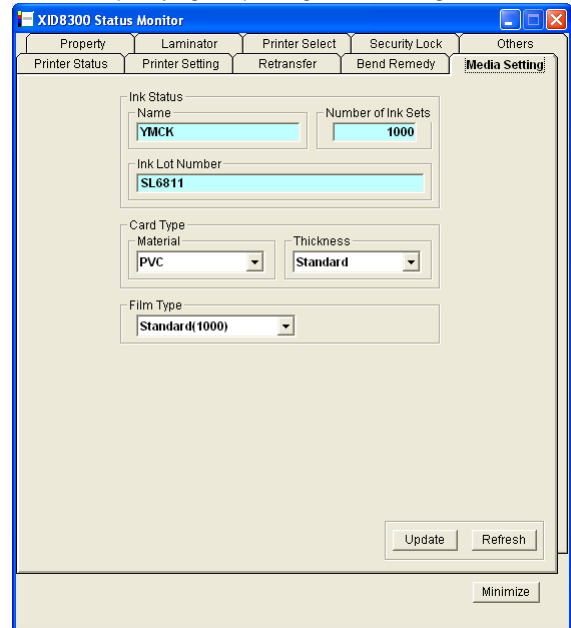 XID8300 Status Monitor
Property Laminator Printer Select Security Lock Others
Printer Status Printer Setting Retransfer Bend Remedy Media Setting
Ink Status
Name Number of Ink Sets
YMCK 1000
Ink Lot Number
SL6811
Card Type
Material Thickness
PVC Standard
Film Type
Standard(1000)
Update Refresh
Minimize